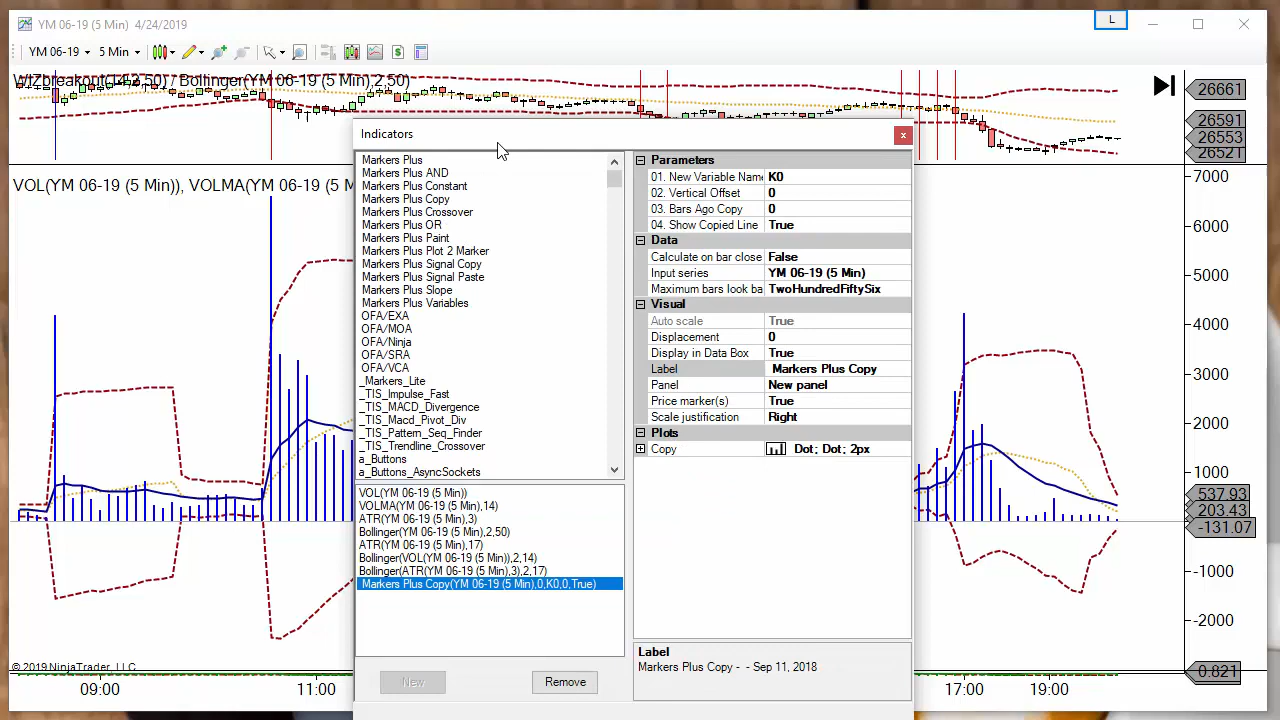 YM 06-19 (5 Min) 4/24/2019
L
YM 06-19 5 Min
WTZbreakout(14,2,50) / Bollinger(YM 06-19 (5 Min),2,50)
26661
26591
26553
26521
VOL(YM 06-19 (5 Min)), VOLMA(YM 06-19 (5 Min
7000
6000
5000
4000
3000
2000
1000
537.93
203.43
-131.07
-1000
-2000
0.821
© 2019 NinjaTrader, LLC
09:00
11:00
17:00
19:00
Indicators
x
Markers Plus
Markers Plus AND
Markers Plus Constant
Markers Plus Copy
Markers Plus Crossover
Markers Plus OR
Markers Plus Paint
Markers Plus Plot 2 Marker
Markers Plus Signal Copy
Markers Plus Signal Paste
Markers Plus Slope
Markers Plus Variables
OFA/EXA
OFA/MOA
OFA/Ninja
OFA/SRA
OFA/VCA
_Markers_Lite
_TIS_Impulse_Fast
_TIS_MACD_Divergence
_TIS_Macd_Pivot_Div
_TIS_Pattern_Seq_Finder
_TIS_Trendline_Crossover
a_Buttons
a_Buttons_AsyncSockets
VOL(YM 06-19 (5 Min))
VOLMA(YM 06-19 (5 Min),14)
ATR(YM 06-19 (5 Min),3)
Bollinger(YM 06-19 (5 Min),2,50)
ATR(YM 06-19 (5 Min),17)
Bollinger(VOL(YM 06-19 (5 Min)),2,14)
Bollinger(ATR(YM 06-19 (5 Min),3),2,17)
Markers Plus Copy(YM 06-19 (5 Min),0,K0,0,True)
New
Remove
Parameters
01. New Variable Name K0
02. Vertical Offset 0
03. Bars Ago Copy 0
04. Show Copied Line True
Data
Calculate on bar close False
Input series YM 06-19 (5 Min)
Maximum bars look ba TwoHundredFiftySix
Visual
Auto scale True
Displacement 0
Display in Data Box True
Label Markers Plus Copy
Panel New panel
Price marker(s) True
Scale justification Right
Plots
Copy Dot; Dot; 2px
Label
Markers Plus Copy - - Sep 11, 2018